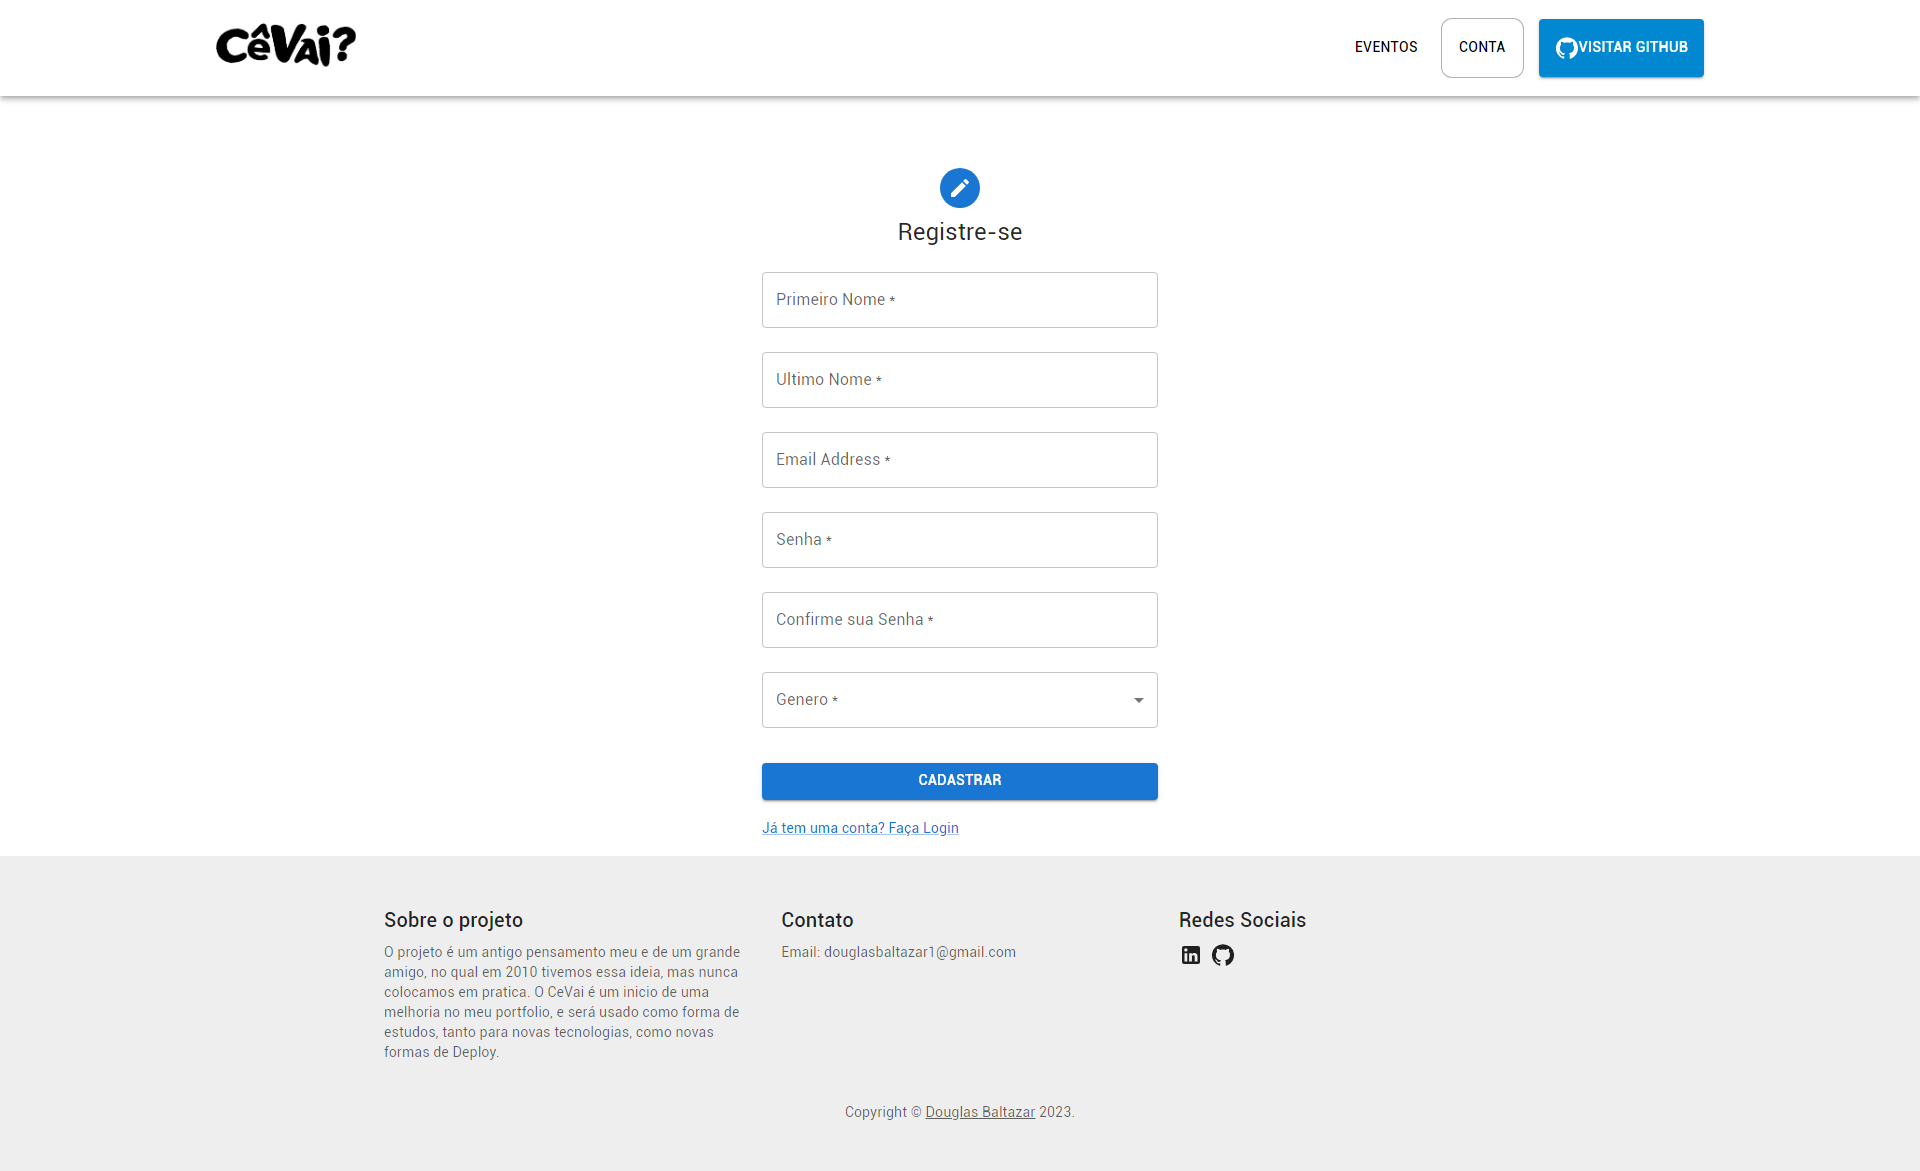 CêVai?
EVENTOS
CONTA
VISITAR GITHUB
Registre-se
Primeiro Nome *
Ultimo Nome *
Email Address *
Senha *
Confirme sua Senha *
Genero *
CADASTRAR
Já tem uma conta? Faça Login
Sobre o projeto
O projeto é um antigo pensamento meu e de um grande
amigo, no qual em 2010 tivemos essa ideia, mas nunca
colocamos em pratica. O CeVai é um inicio de uma
melhoria no meu portfolio, e será usado como forma de
estudos, tanto para novas tecnologias, como novas
formas de Deploy.
Contato
Email: douglasbaltazar1@gmail.com
Redes Sociais
in
Copyright © Douglas Baltazar 2023.